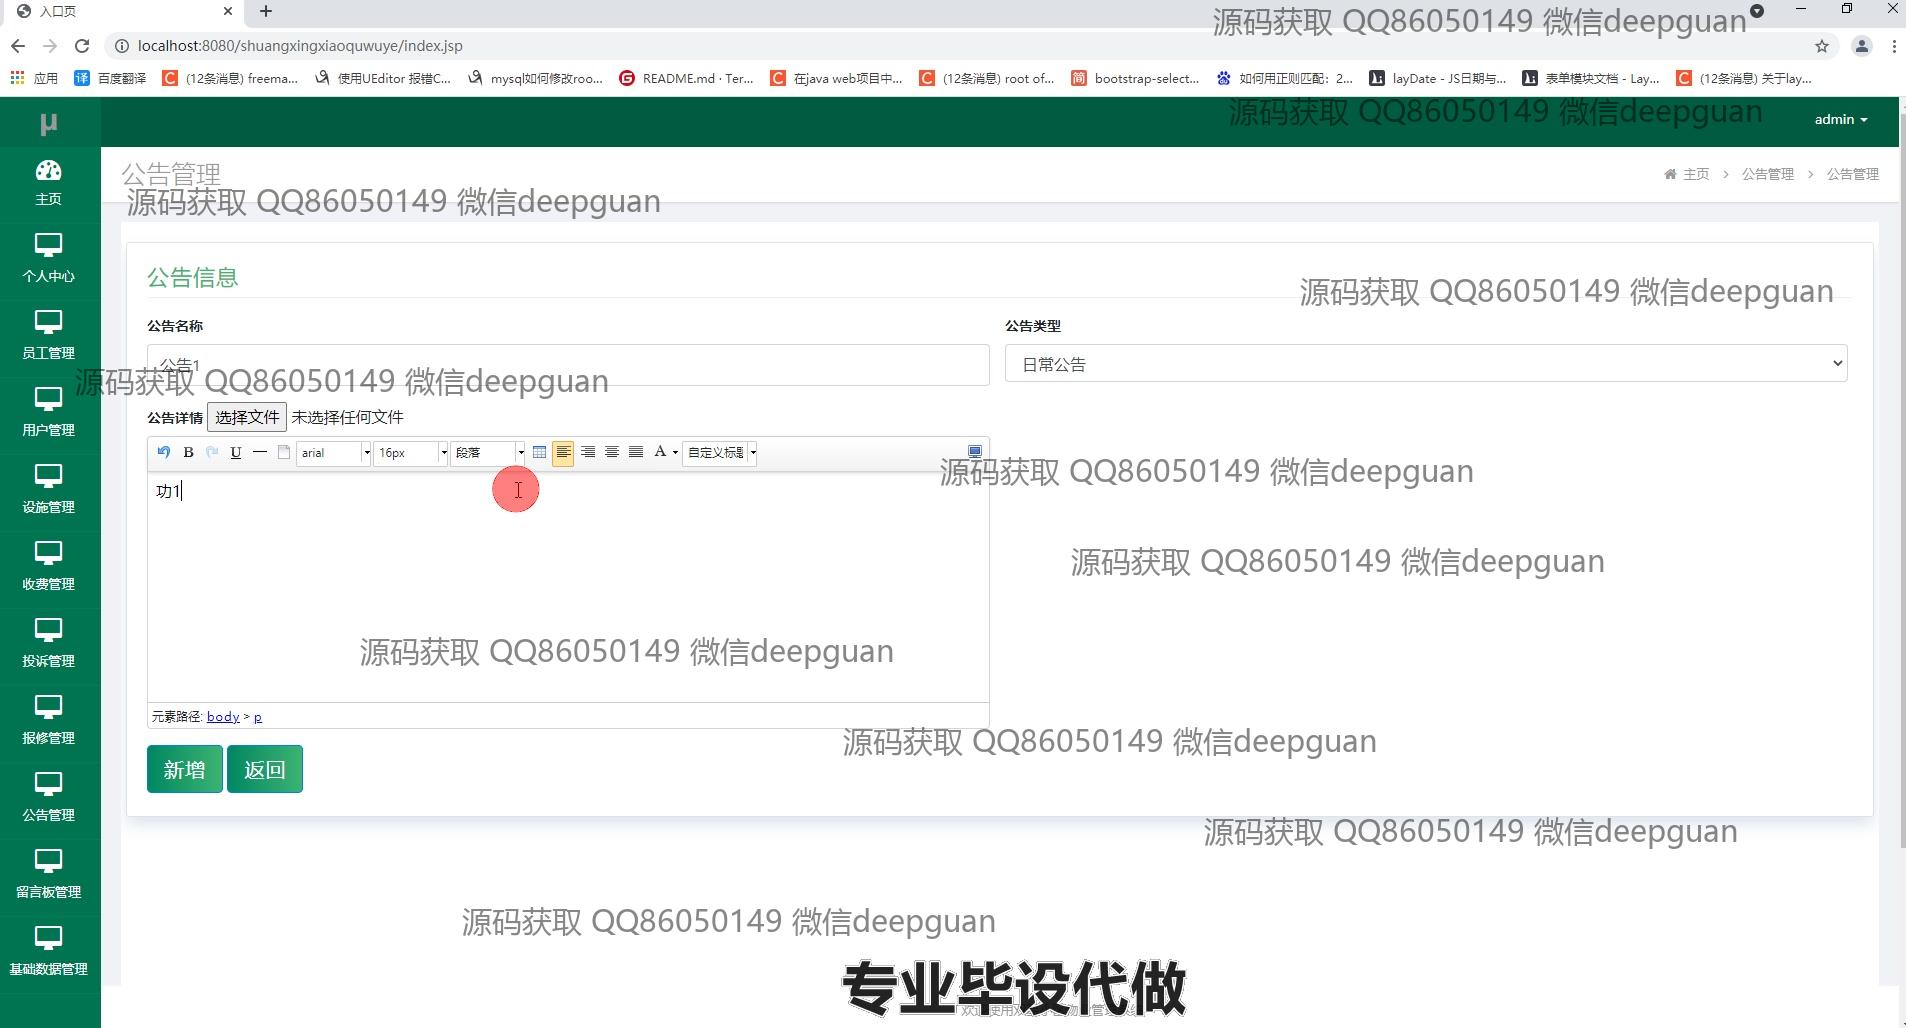 入口页
源码获取 QQ86050149 微信deepguan
localhost:8080/shuangxingxiaoquwuye/index.jsp
应用 百度翻译 (12条消息) freema... 使用UEditor 报错C... mysql如何修改roo... README.md · Ter... 在java web项目中... (12条消息) root of... bootstrap-select... 如何用正则匹配：2... layDate - JS日期与... 表单模块文档 - Lay... (12条消息) 关于lay...
源码获取 QQ86050149 微信deepguan
μ
admin
主页
公告管理
主页 > 公告管理 > 公告管理
源码获取 QQ86050149 微信deepguan
个人中心
公告信息
源码获取 QQ86050149 微信deepguan
公告名称
公告类型
员工管理
公告1
日常公告
源码获取 QQ86050149 微信deepguan
公告详情 选择文件 未选择任何文件
用户管理
B U arial 16px 段落 A 自定义标题
源码获取 QQ86050149 微信deepguan
功1
设施管理
源码获取 QQ86050149 微信deepguan
收费管理
源码获取 QQ86050149 微信deepguan
投诉管理
元素路径: body > p
报修管理
源码获取 QQ86050149 微信deepguan
新增 返回
公告管理
源码获取 QQ86050149 微信deepguan
留言板管理
源码获取 QQ86050149 微信deepguan
基础数据管理
专业毕设代做